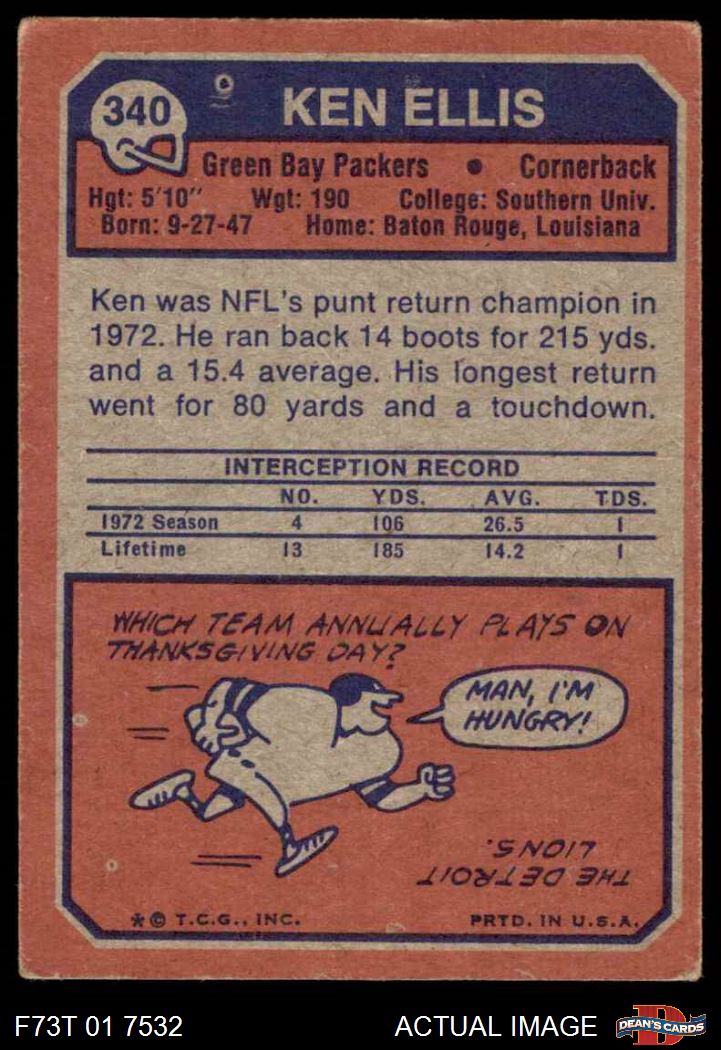 340
KEN ELLIS
Green Bay Packers • Cornerback
Hgt: 5'10" Wgt: 190 College: Southern Univ.
Born: 9-27-47 Home: Baton Rouge, Louisiana
Ken was NFL's punt return champion in
1972. He ran back 14 boots for 215 yds.
and a 15.4 average. His longest return
went for 80 yards and a touchdown.
INTERCEPTION RECORD
NO. YDS. AVG. TDS.
1972 Season 4 106 26.5 1
Lifetime 13 185 14.2 1
WHICH TEAM ANNUALLY PLAYS ON
THANKSGIVING DAY?
MAN, I'M
HUNGRY!
THE DETROIT
LIONS.
*© T.C.G., INC. PRTD. IN U.S.A.
F73T 01 7532 ACTUAL IMAGE
D
DEAN'S CARDS